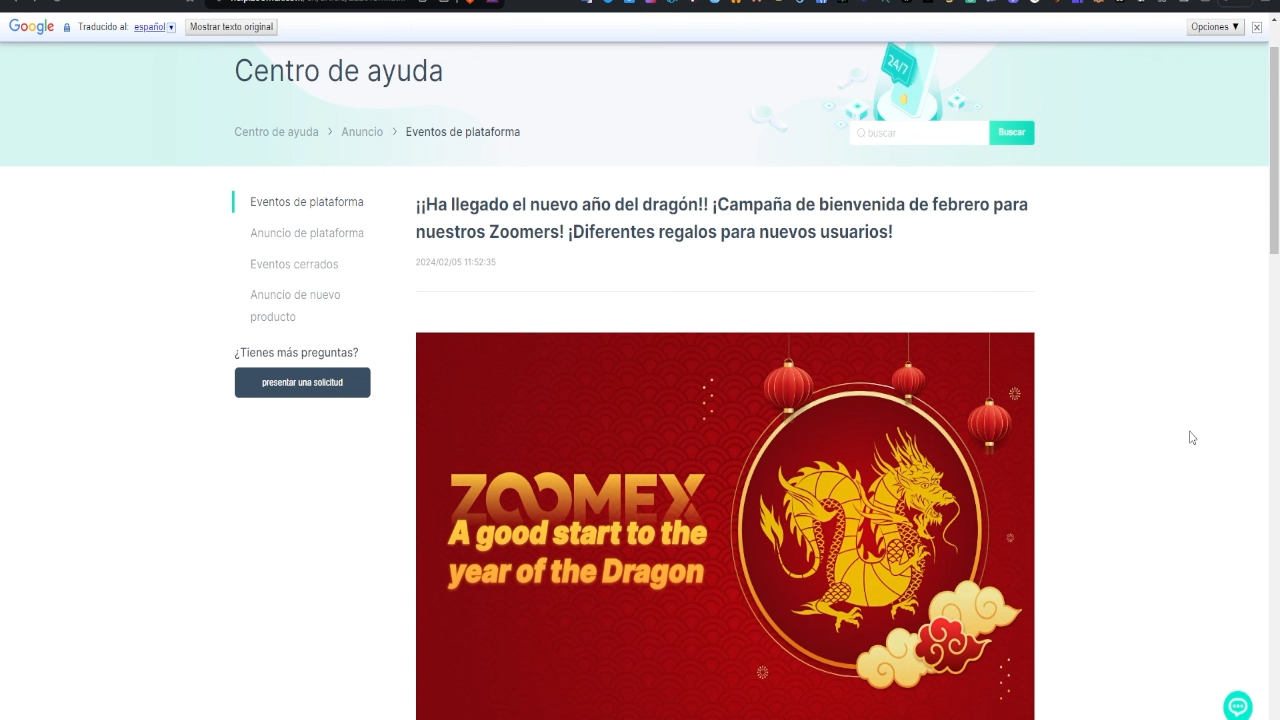 Google Traducido al: español Mostrar texto original Opciones ▼
Centro de ayuda
24/7
Centro de ayuda > Anuncio > Eventos de plataforma
buscar Buscar
Eventos de plataforma
Anuncio de plataforma
Eventos cerrados
Anuncio de nuevo
producto
¿Tienes más preguntas?
presentar una solicitud
¡¡Ha llegado el nuevo año del dragón!! ¡Campaña de bienvenida de febrero para
nuestros Zoomers! ¡Diferentes regalos para nuevos usuarios!
2024/02/05 11:52:35
ZOOMEX
A good start to the
year of the Dragon